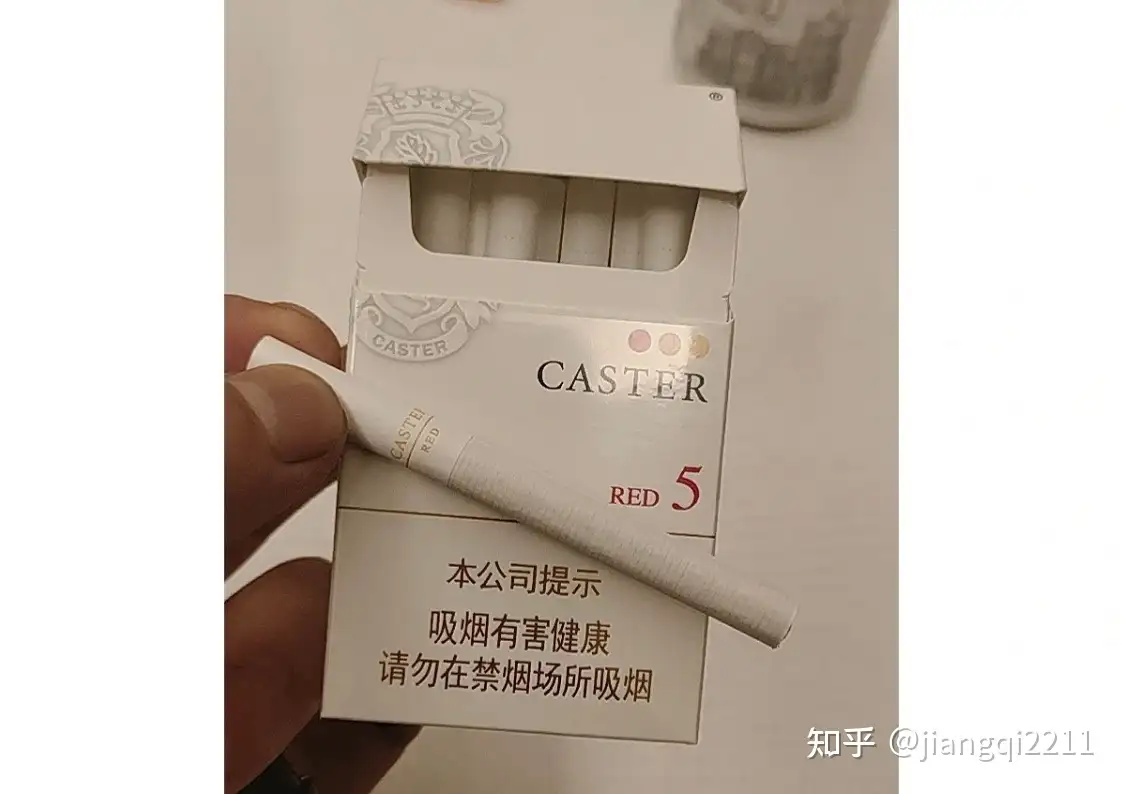 ®
CASTER
CASTER
RED 5
CASTER
RED
本公司提示
吸烟有害健康
请勿在禁烟场所吸烟
知乎 @jiangqi2211